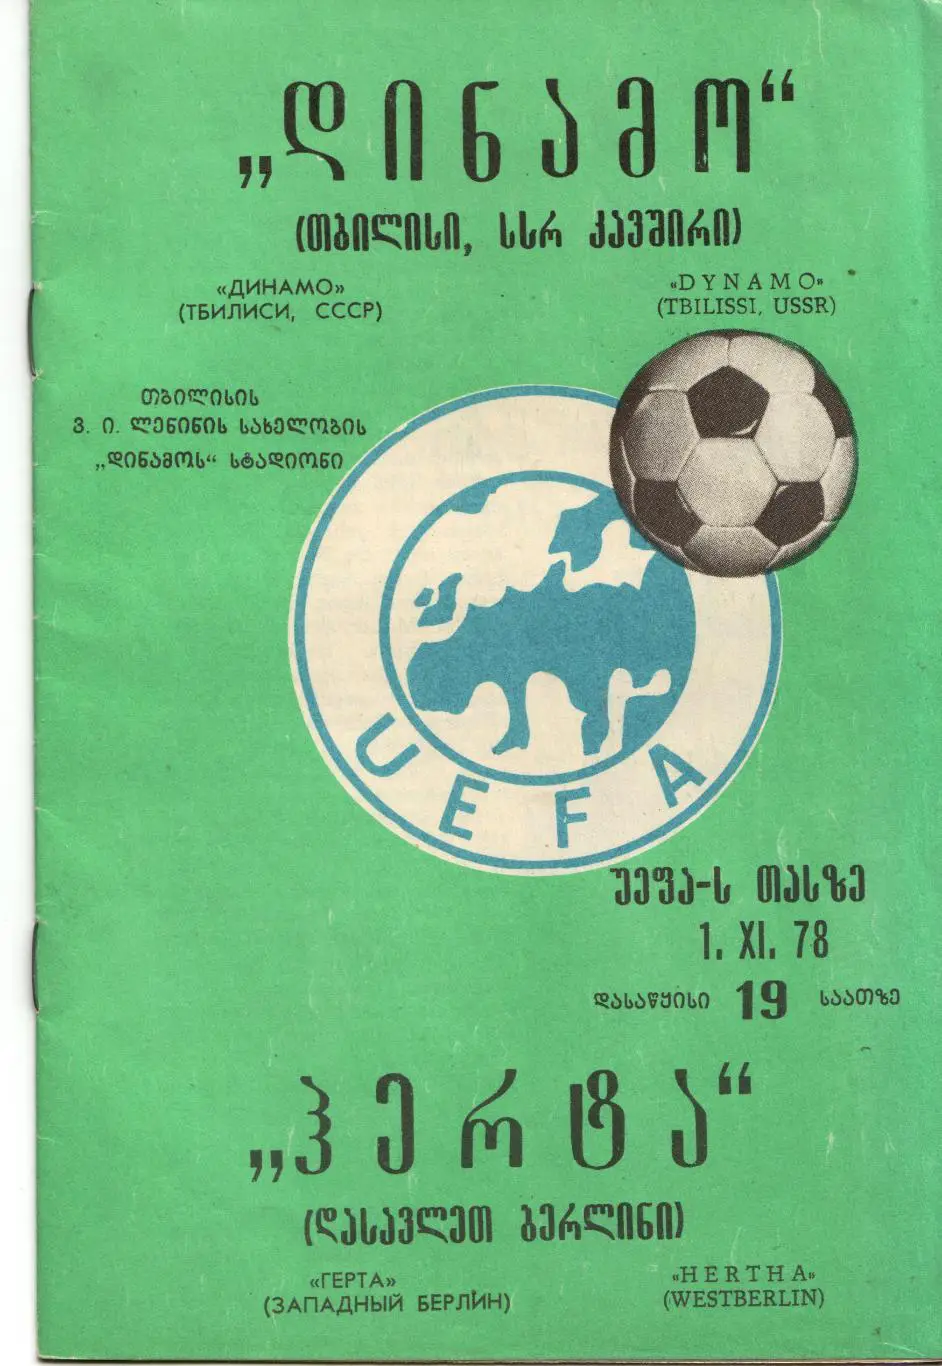 „დინამო“
(თბილისი, სსრ კავშირი)
«ДИНАМО»
(ТБИЛИСИ, СССР)
«DYNAMO»
(TBILISSI, USSR)
თბილისის
ვ. ი. ლენინის სახელობის
„დინამოს“ სტადიონი
UEFA
უეფა-ს თასზე
1. XI. 78
დასაწყისი 19 საათზე
„ჰერტა“
(დასავლეთ ბერლინი)
«ГЕРТА»
(ЗАПАДНЫЙ БЕРЛИН)
«HERTHA»
(WESTBERLIN)